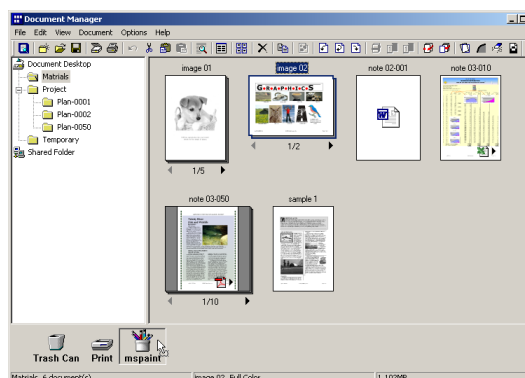 Document Manager
File Edit View Document Options Help
Document Desktop
Matrials
Project
Plan-0001
Plan-0002
Plan-0050
Temporary
Shared Folder
image 01
image 02
note 02-001
note 03-010
G·R·A·P·H·I·C·S
1/5
1/2
note 03-050
sample 1
1/10
Trash Can Print mspaint
Matrials 6 document(s) image 02 Full Color 1.102MB